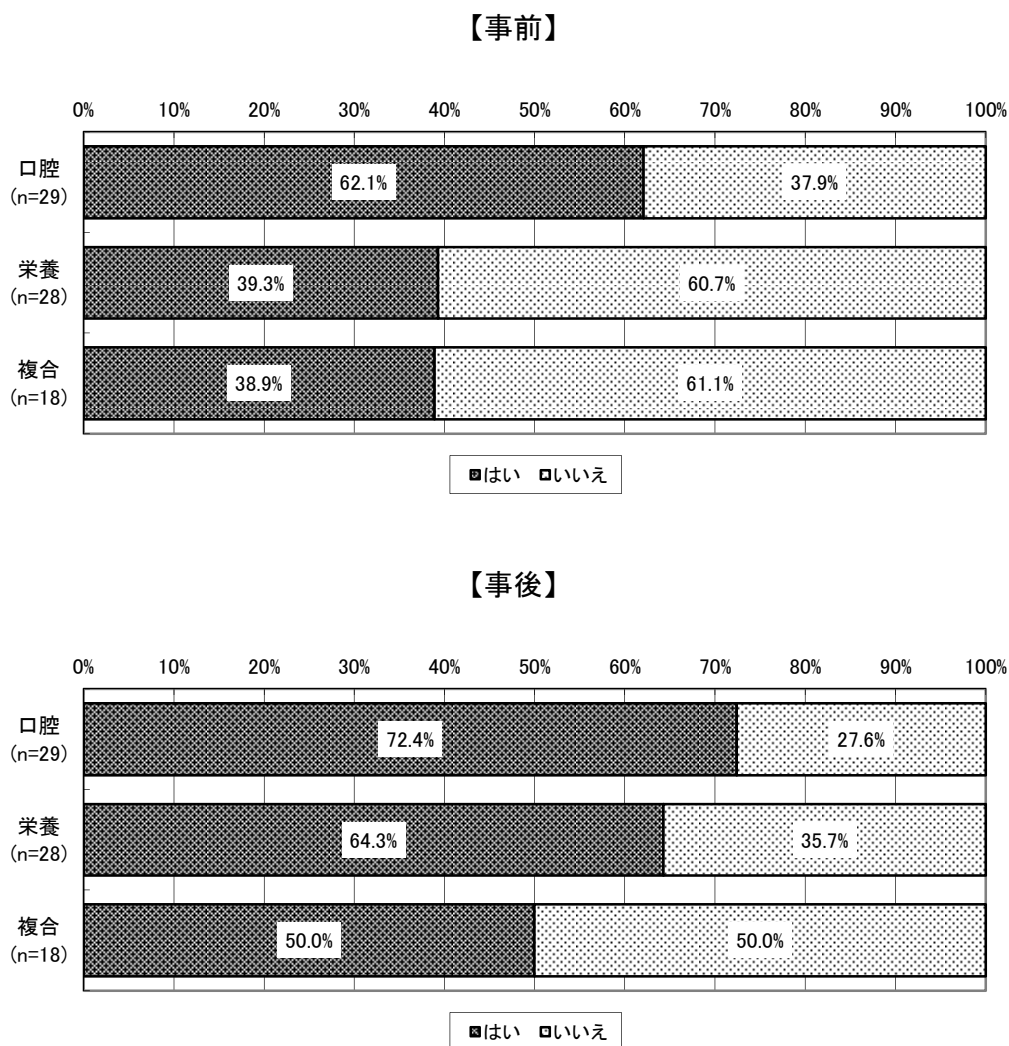 【事前】
0% 10% 20% 30% 40% 50% 60% 70% 80% 90% 100%
口腔
(n=29)
62.1% 37.9%
栄養
(n=28)
39.3% 60.7%
複合
(n=18)
38.9% 61.1%
はい いいえ
【事後】
0% 10% 20% 30% 40% 50% 60% 70% 80% 90% 100%
口腔
(n=29)
72.4% 27.6%
栄養
(n=28)
64.3% 35.7%
複合
(n=18)
50.0% 50.0%
はい いいえ